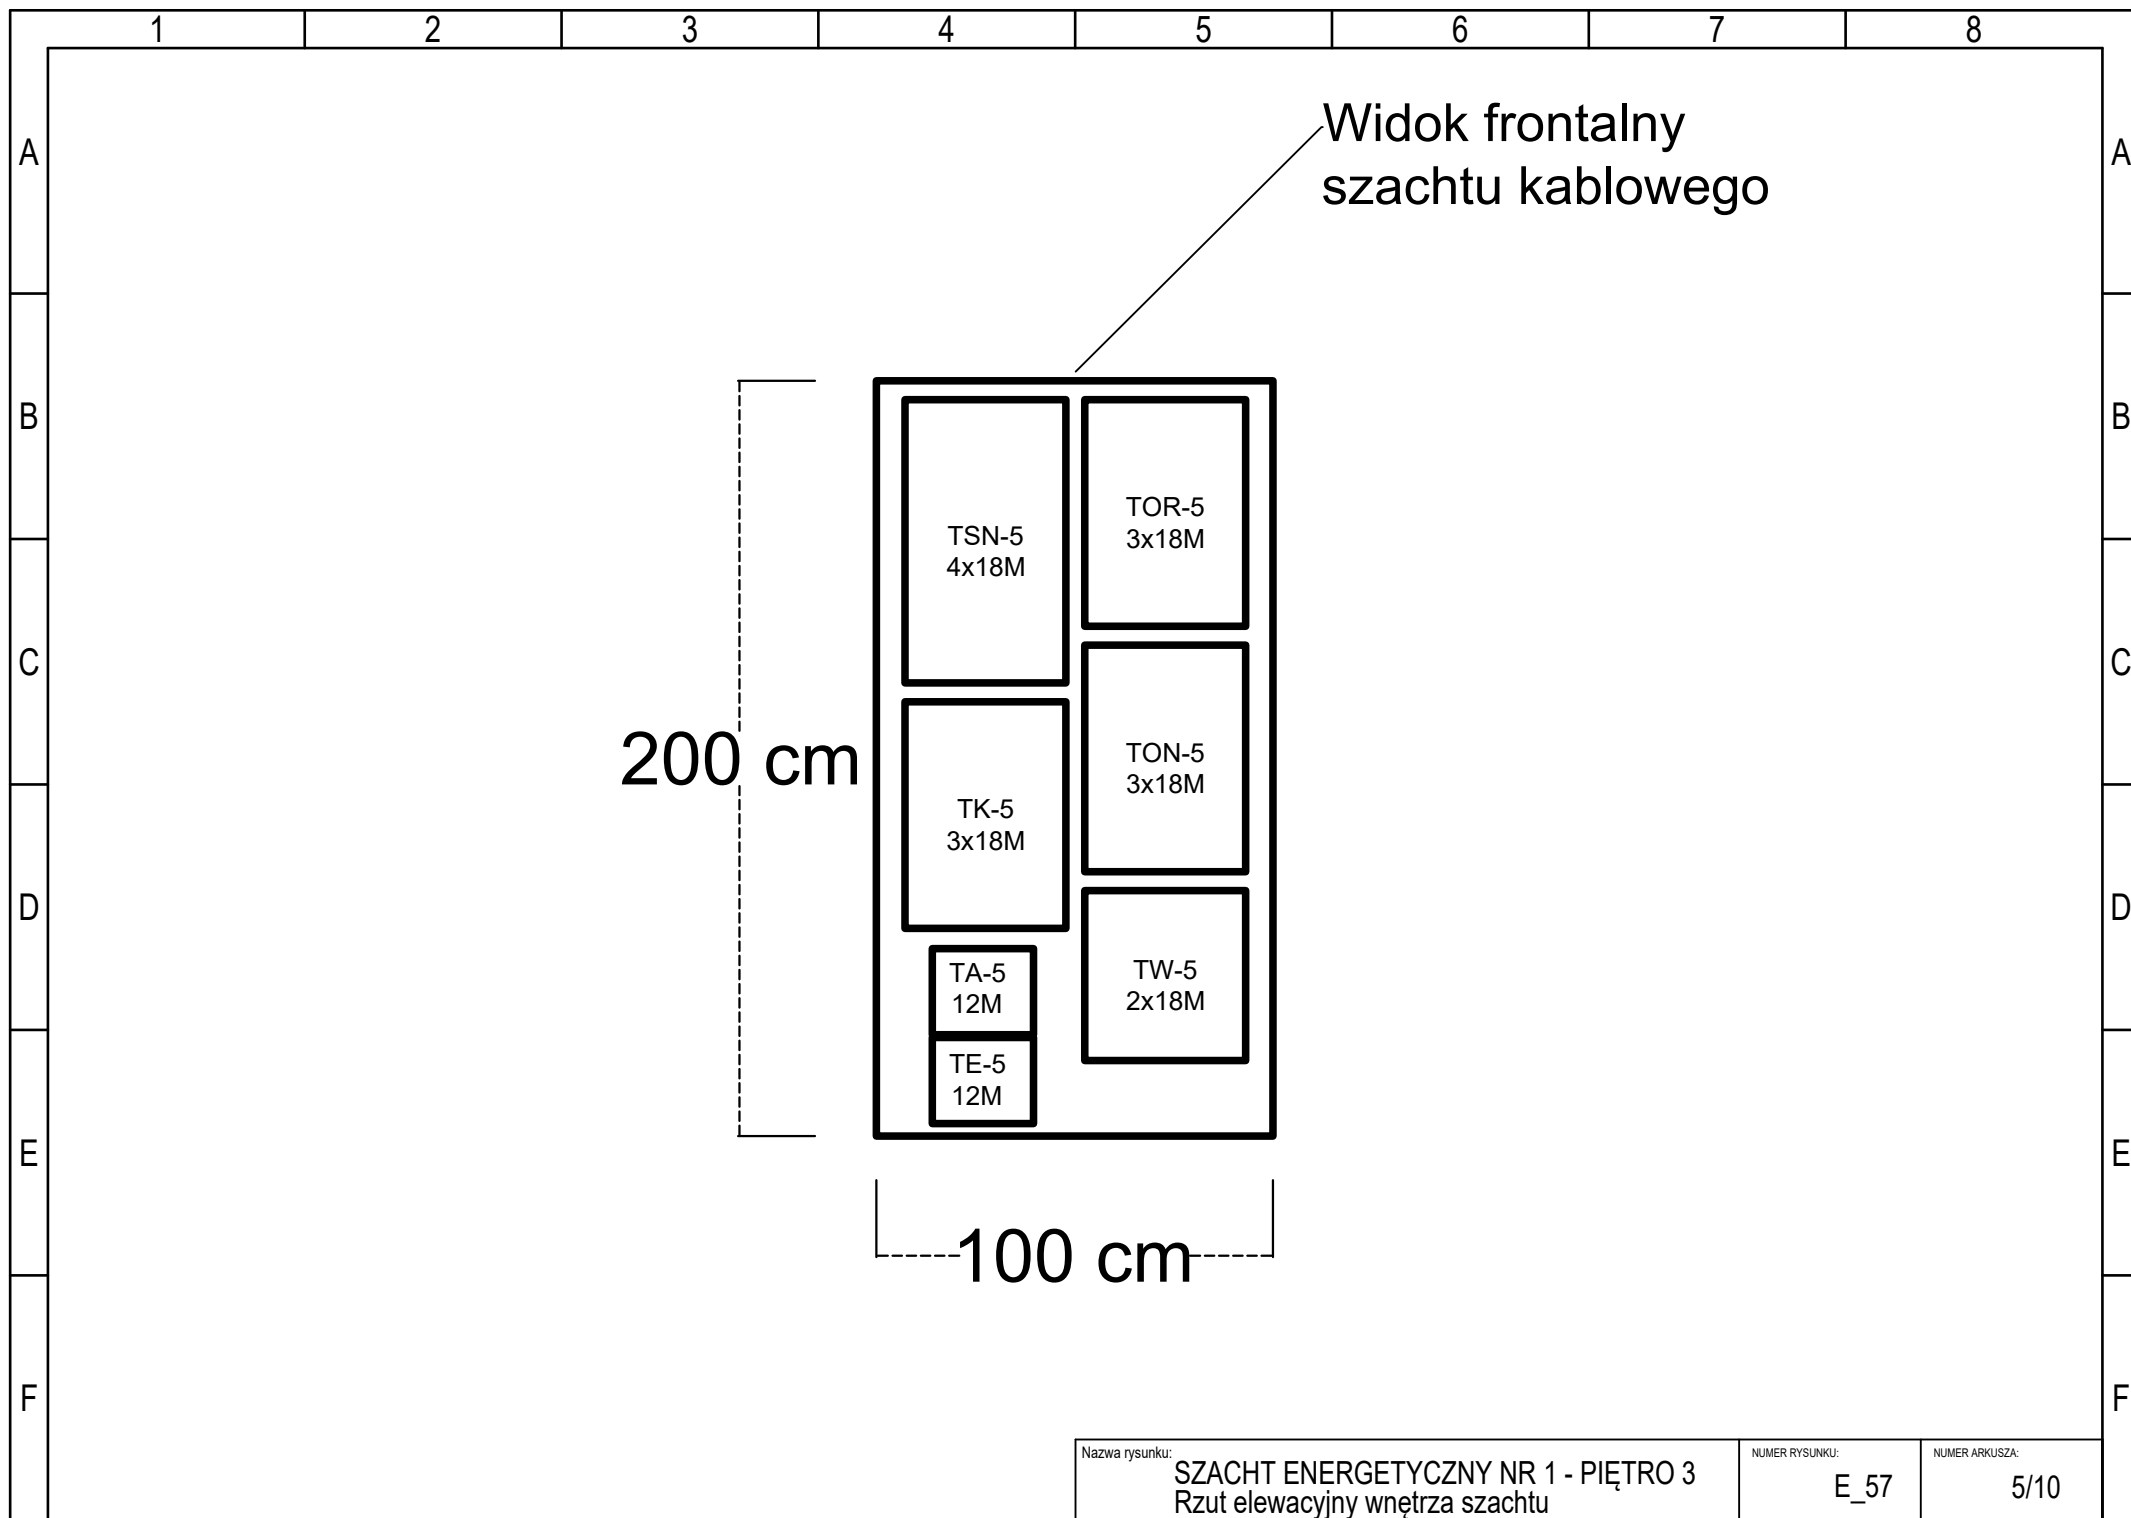 1 2 3 4 5 6 7 8
Widok frontalny
szachtu kablowego
A A
B B
TSN-5
4x18M
TOR-5
3x18M
C C
200 cm
TK-5
3x18M
TON-5
3x18M
D D
TA-5
12M
TW-5
2x18M
TE-5
12M
E E
100 cm
F F
Nazwa rysunku:
SZACHT ENERGETYCZNY NR 1 - PIĘTRO 3
Rzut elewacyjny wnętrza szachtu
NUMER RYSUNKU:
E_57
NUMER ARKUSZA:
5/10